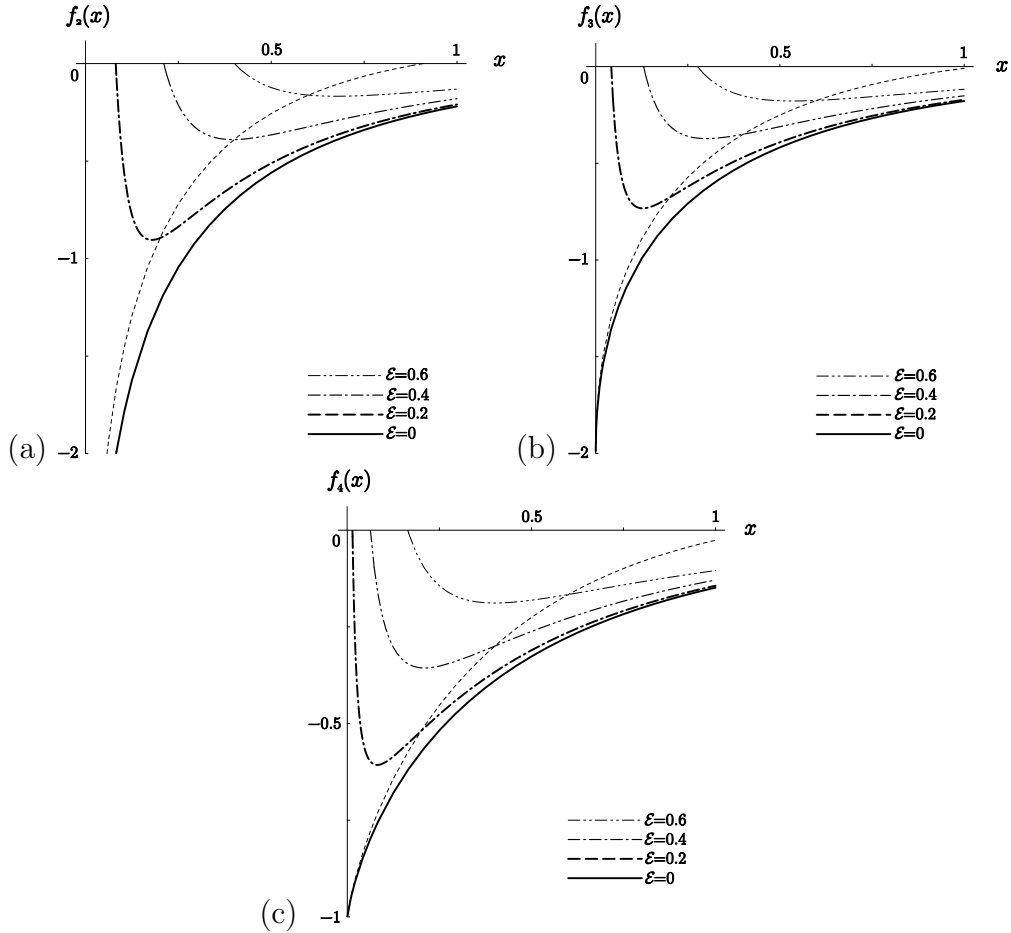 f₂(x)
0.5
1
x
0
−1
−2
ℰ=0.6
ℰ=0.4
ℰ=0.2
ℰ=0
(a)
f₃(x)
0.5
1
x
0
−1
−2
ℰ=0.6
ℰ=0.4
ℰ=0.2
ℰ=0
(b)
f₄(x)
0.5
1
x
0
−0.5
−1
ℰ=0.6
ℰ=0.4
ℰ=0.2
ℰ=0
(c)